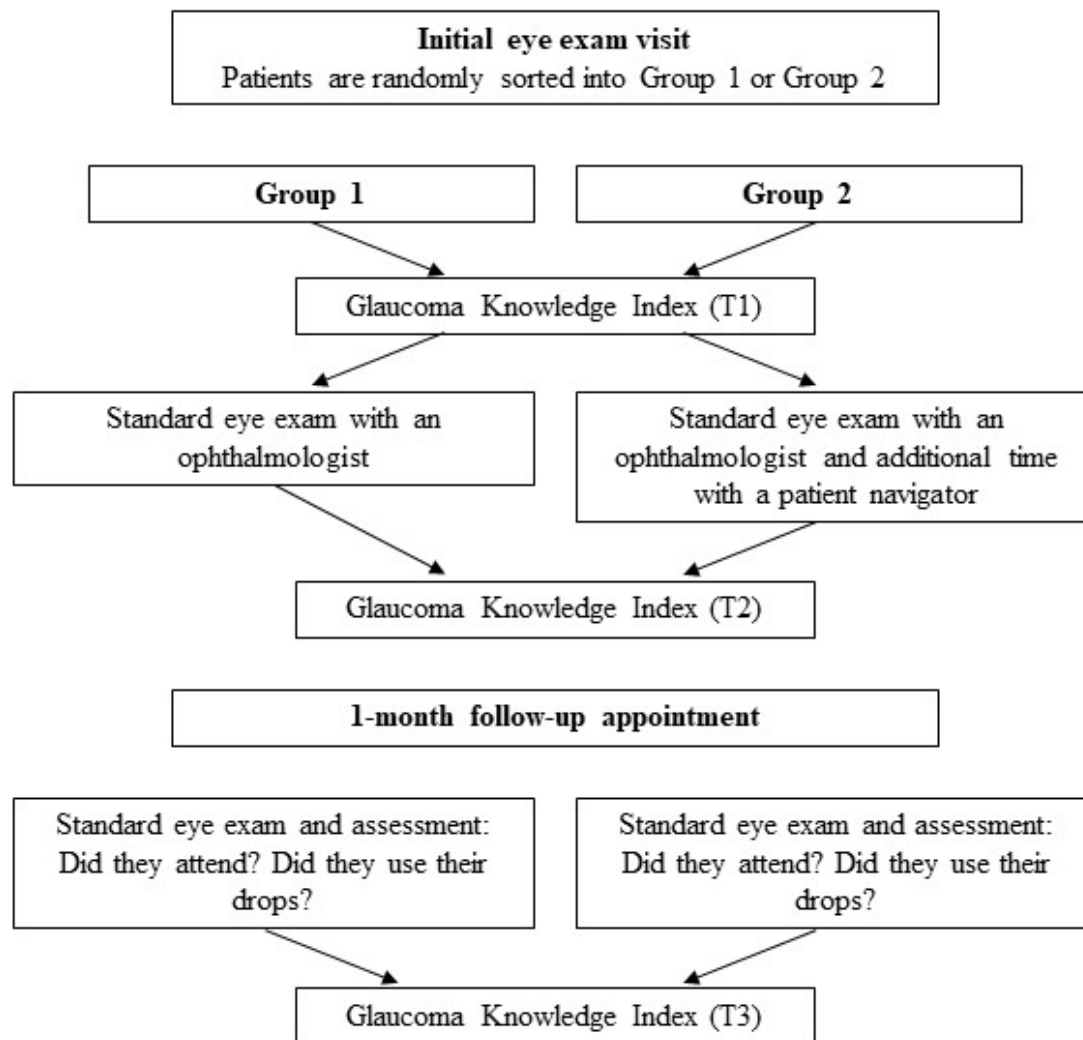 Initial eye exam visit
Patients are randomly sorted into Group 1 or Group 2
Group 1
Group 2
Glaucoma Knowledge Index (T1)
Standard eye exam with an
ophthalmologist
Standard eye exam with an
ophthalmologist and additional time
with a patient navigator
Glaucoma Knowledge Index (T2)
1-month follow-up appointment
Standard eye exam and assessment:
Did they attend? Did they use their
drops?
Standard eye exam and assessment:
Did they attend? Did they use their
drops?
Glaucoma Knowledge Index (T3)